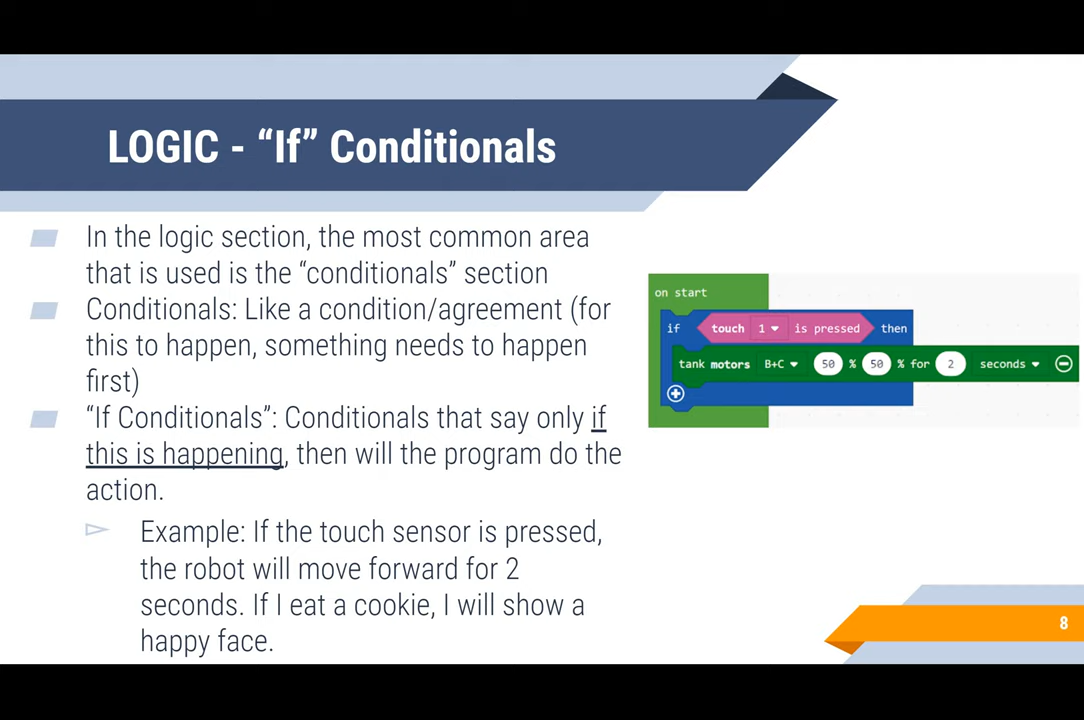 LOGIC - “If” Conditionals
In the logic section, the most common area
that is used is the “conditionals” section
Conditionals: Like a condition/agreement (for
this to happen, something needs to happen
first)
“If Conditionals”: Conditionals that say only if
this is happening, then will the program do the
action.
Example: If the touch sensor is pressed,
the robot will move forward for 2
seconds. If I eat a cookie, I will show a
happy face.
on start
if touch 1 is pressed then
tank motors B+C 50 % 50 % for 2 seconds
8